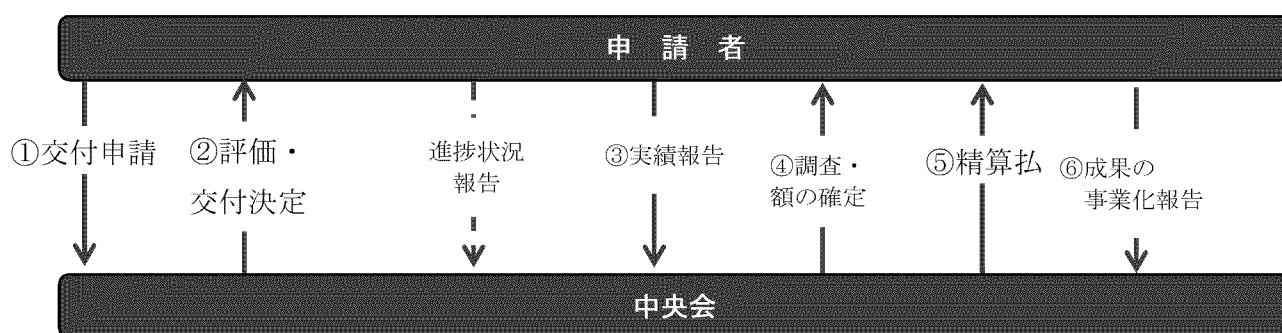 申　請　者
①交付申請
②評価・
交付決定
進捗状況
報告
③実績報告
④調査・
額の確定
⑤精算払
⑥成果の
事業化報告
中央会